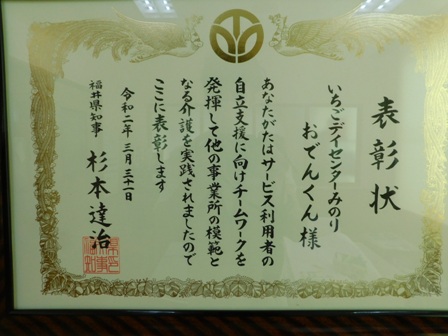 表彰状
いちごデイセンターみのり
おでんくん様
あなたがたはサービス利用者の
自立支援に向けチームワークを
発揮して他の事業所の模範と
なる介護を実践されましたので
ここに表彰します
令和二年三月三十一日
福井県知事 杉本達治